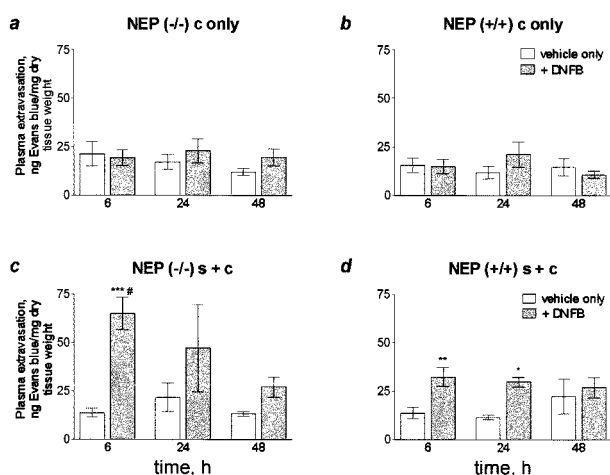 a NEP (-/-) c only
Plasma extravasation,
ng Evans blue/mg dry
tissue weight
75
50
25
0
6 24 48
b NEP (+/+) c only
vehicle only
+ DNFB
75
50
25
0
6 24 48
c NEP (-/-) s + c
Plasma extravasation,
ng Evans blue/mg dry
tissue weight
75
50
25
0
*** #
6 24 48
time, h
d NEP (+/+) s + c
vehicle only
+ DNFB
75
50
25
0
** *
6 24 48
time, h